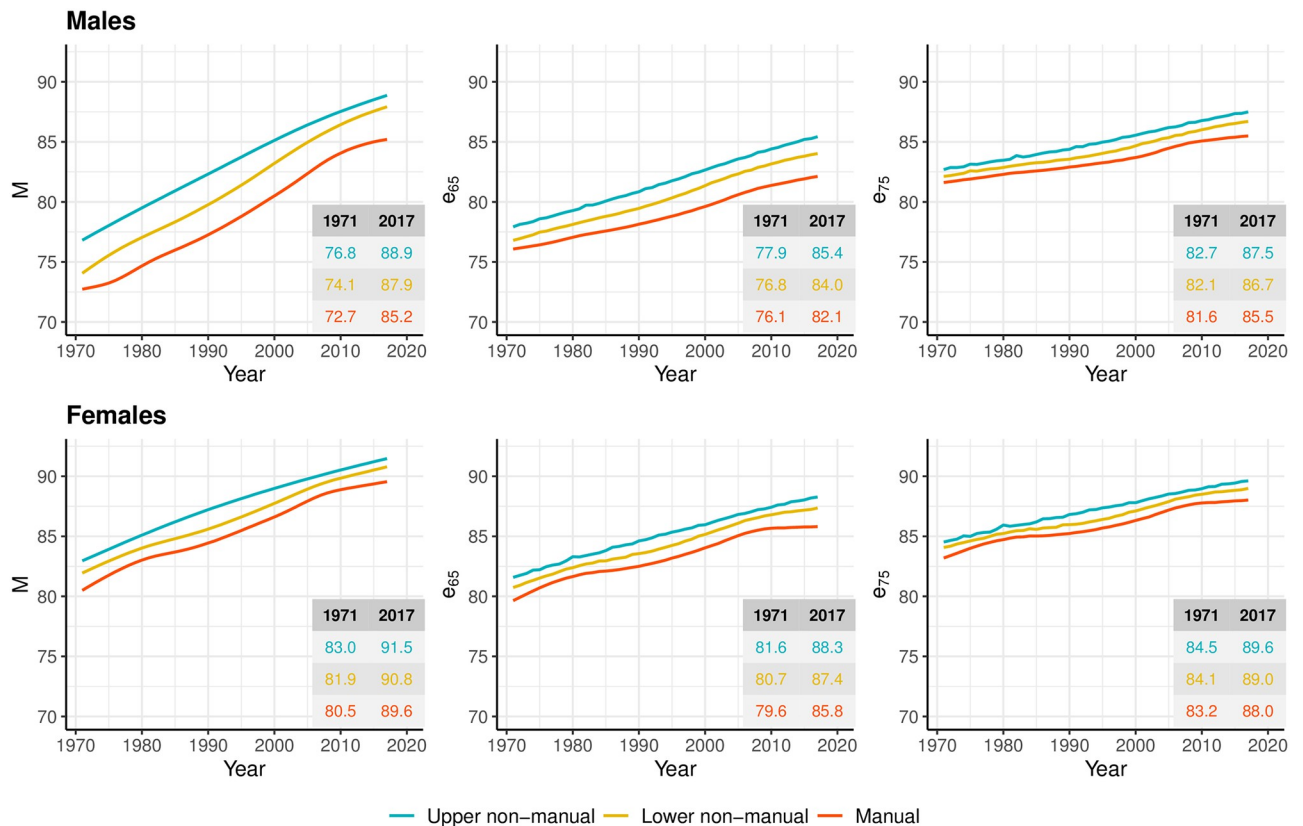 Males
M
90
85
80
75
70
1970 1980 1990 2000 2010 2020
Year
1971 2017
76.8 88.9
74.1 87.9
72.7 85.2
e65
90
85
80
75
70
1970 1980 1990 2000 2010 2020
Year
1971 2017
77.9 85.4
76.8 84.0
76.1 82.1
e75
90
85
80
75
70
1970 1980 1990 2000 2010 2020
Year
1971 2017
82.7 87.5
82.1 86.7
81.6 85.5
Females
M
90
85
80
75
70
1970 1980 1990 2000 2010 2020
Year
1971 2017
83.0 91.5
81.9 90.8
80.5 89.6
e65
90
85
80
75
70
1970 1980 1990 2000 2010 2020
Year
1971 2017
81.6 88.3
80.7 87.4
79.6 85.8
e75
90
85
80
75
70
1970 1980 1990 2000 2010 2020
Year
1971 2017
84.5 89.6
84.1 89.0
83.2 88.0
Upper non−manual Lower non−manual Manual